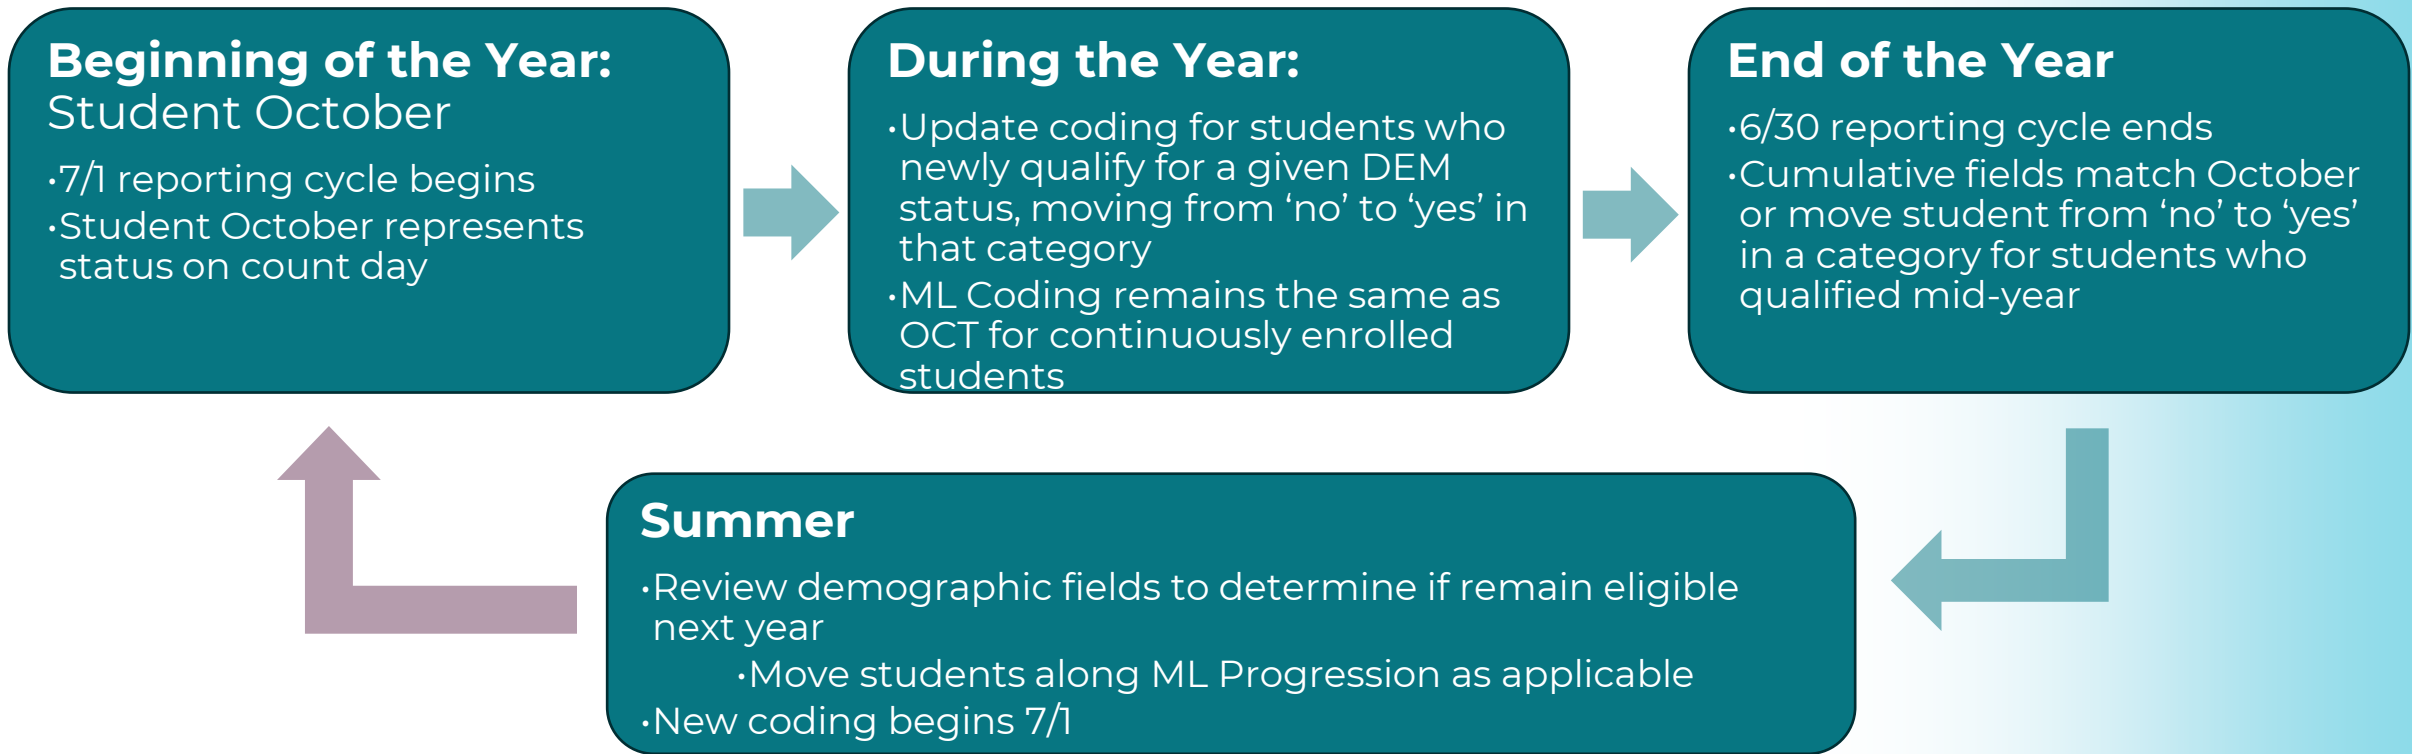 Beginning of the Year:
Student October
·7/1 reporting cycle begins
·Student October represents
status on count day
During the Year:
·Update coding for students who
newly qualify for a given DEM
status, moving from ‘no’ to ‘yes’ in
that category
·ML Coding remains the same as
OCT for continuously enrolled
students
End of the Year
·6/30 reporting cycle ends
·Cumulative fields match October
or move student from ‘no’ to ‘yes’
in a category for students who
qualified mid-year
Summer
·Review demographic fields to determine if remain eligible
next year
·Move students along ML Progression as applicable
·New coding begins 7/1